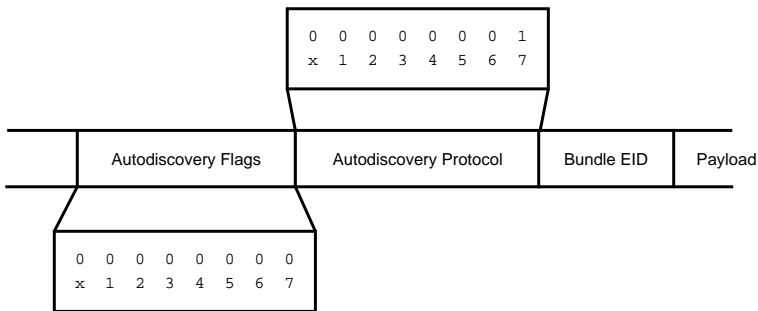 0 0 0 0 0 0 0 1
x 1 2 3 4 5 6 7
Autodiscovery Flags
Autodiscovery Protocol
Bundle EID
Payload
0 0 0 0 0 0 0 0
x 1 2 3 4 5 6 7